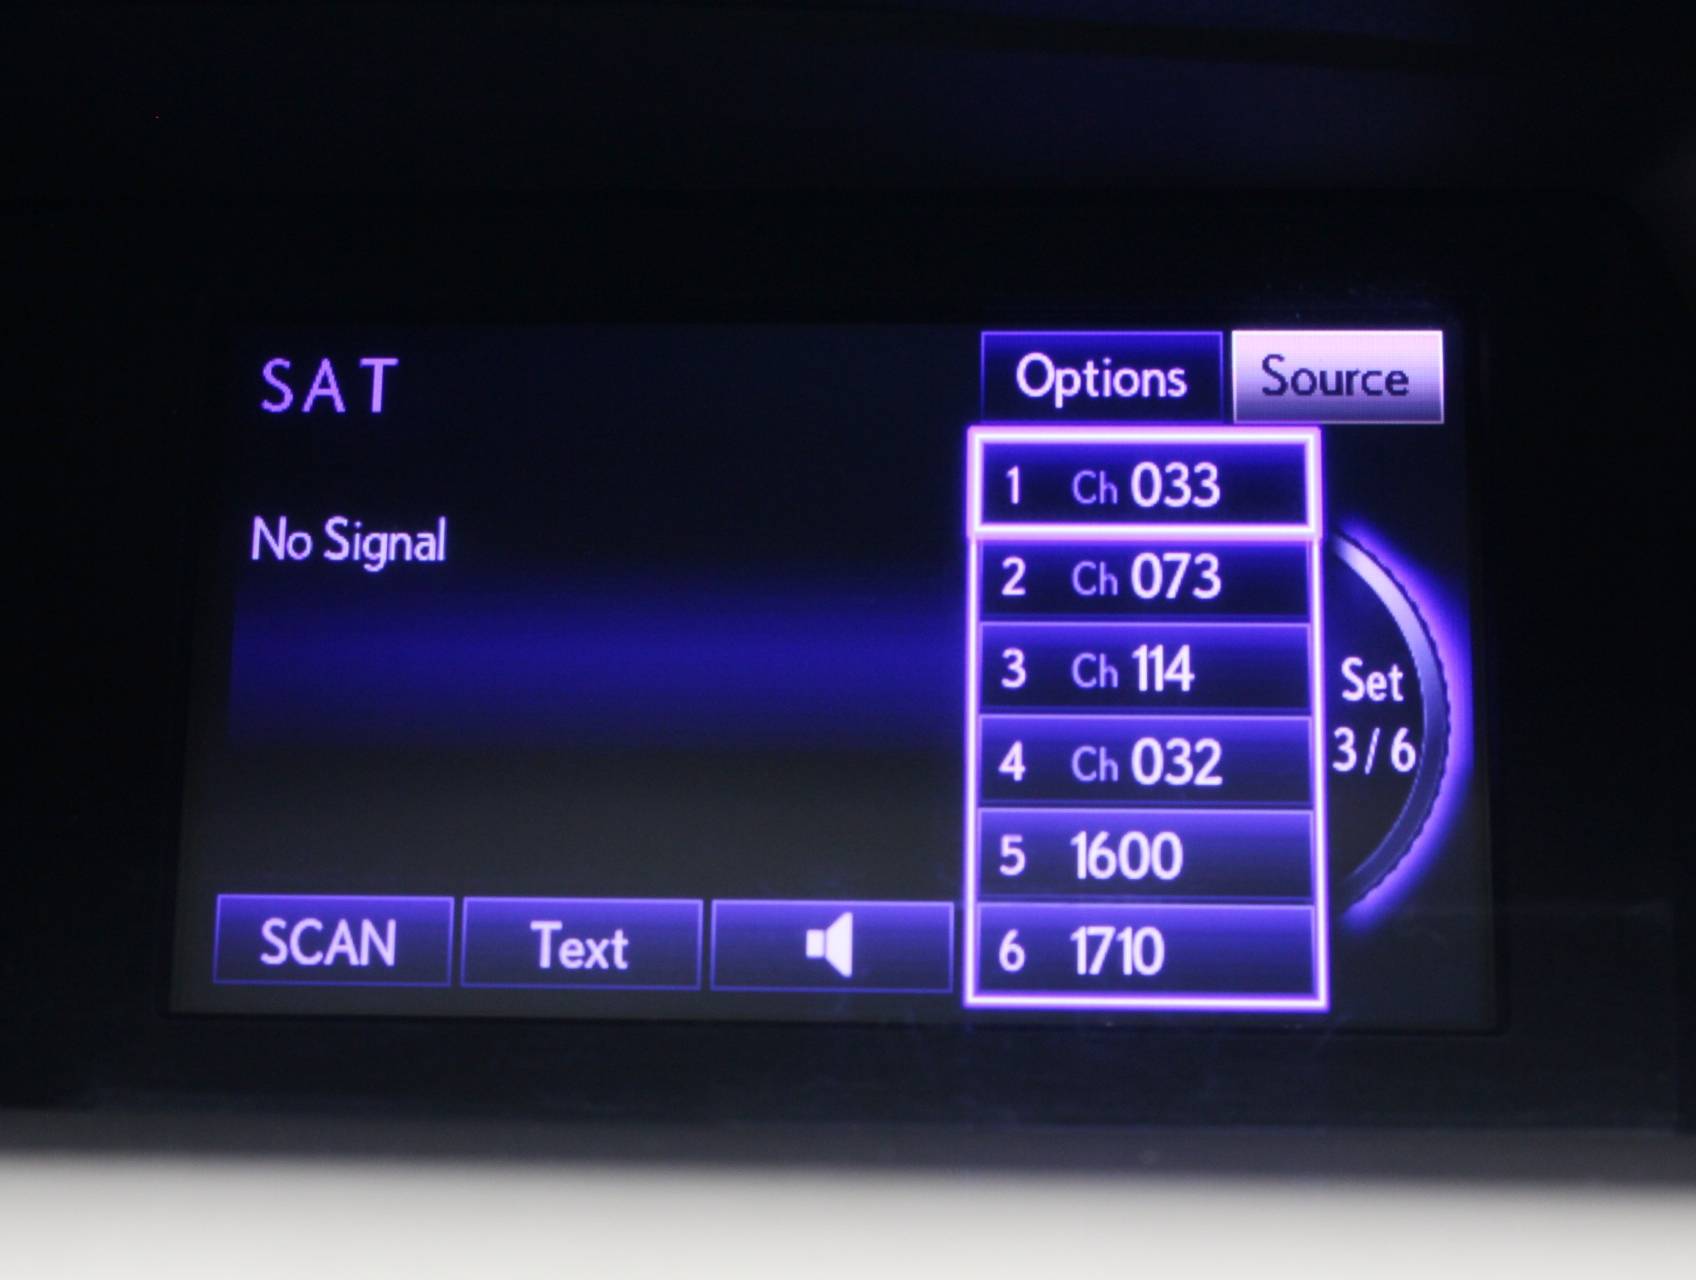 SAT
Options
Source
No Signal
1 Ch 033
2 Ch 073
3 Ch 114
4 Ch 032
5 1600
6 1710
Set
3/6
SCAN
Text